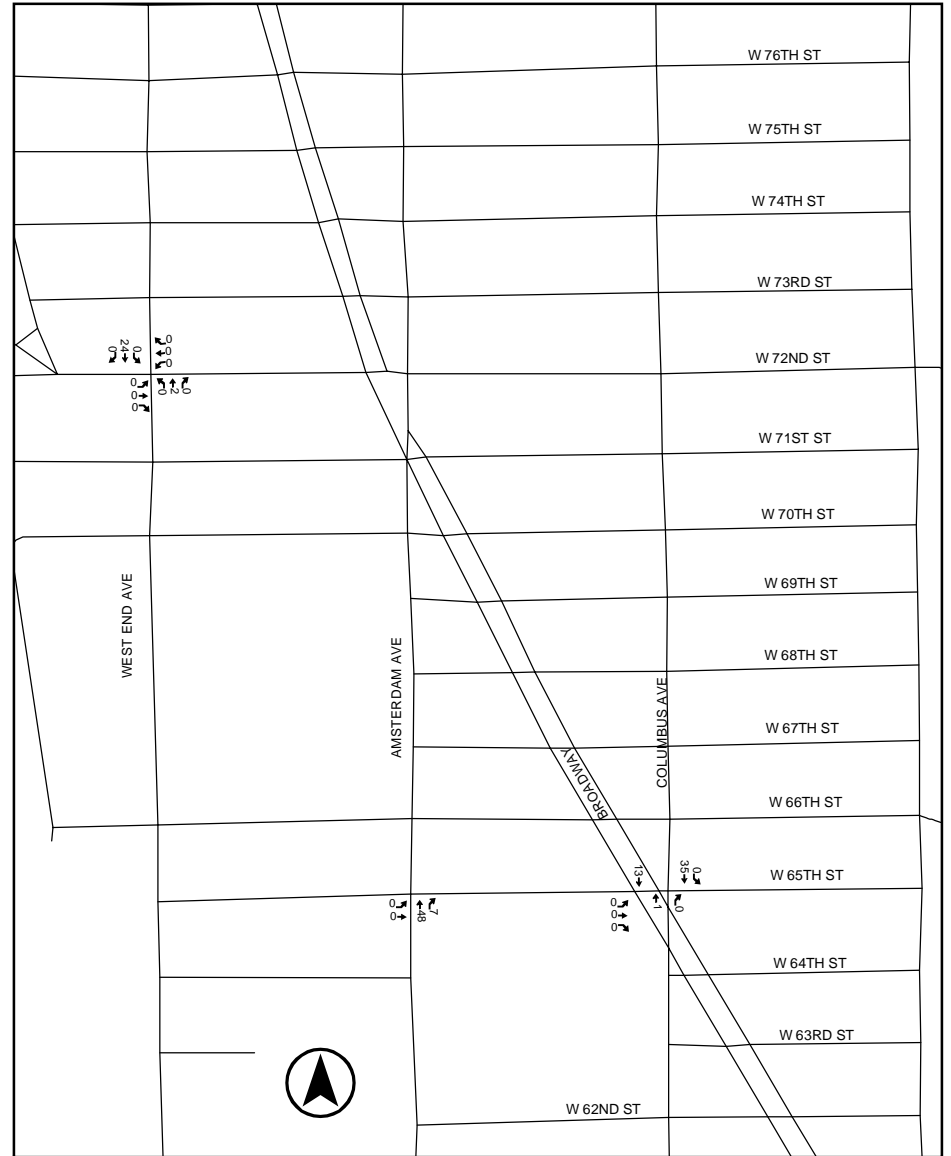 W 76TH ST
W 75TH ST
W 74TH ST
W 73RD ST
0
24
0
0
0
0
W 72ND ST
0
0
0
0
2
0
W 71ST ST
W 70TH ST
WEST END AVE
W 69TH ST
AMSTERDAM AVE
W 68TH ST
COLUMBUS AVE
W 67TH ST
BROADWAY
W 66TH ST
13
35
0
W 65TH ST
0
0
48
7
0
0
0
1
0
W 64TH ST
W 63RD ST
W 62ND ST